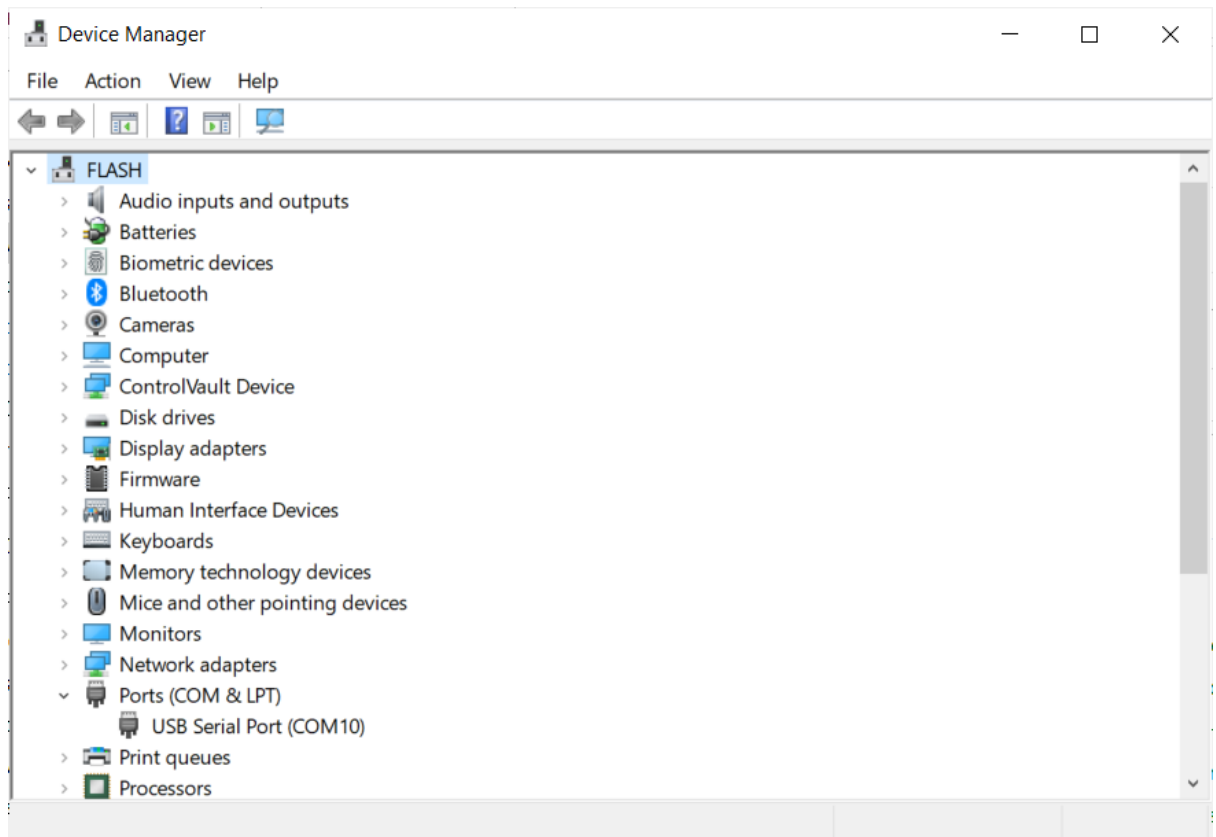 Device Manager
File Action View Help
FLASH
Audio inputs and outputs
Batteries
Biometric devices
Bluetooth
Cameras
Computer
ControlVault Device
Disk drives
Display adapters
Firmware
Human Interface Devices
Keyboards
Memory technology devices
Mice and other pointing devices
Monitors
Network adapters
Ports (COM & LPT)
USB Serial Port (COM10)
Print queues
Processors